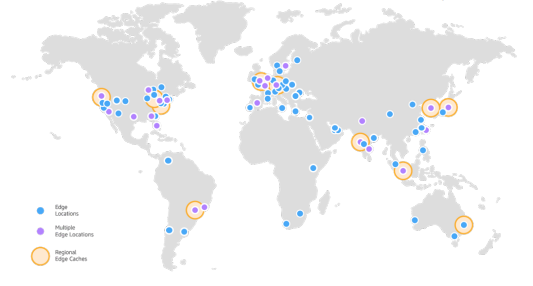 Edge
Locations
Multiple
Edge Locations
Regional
Edge Caches